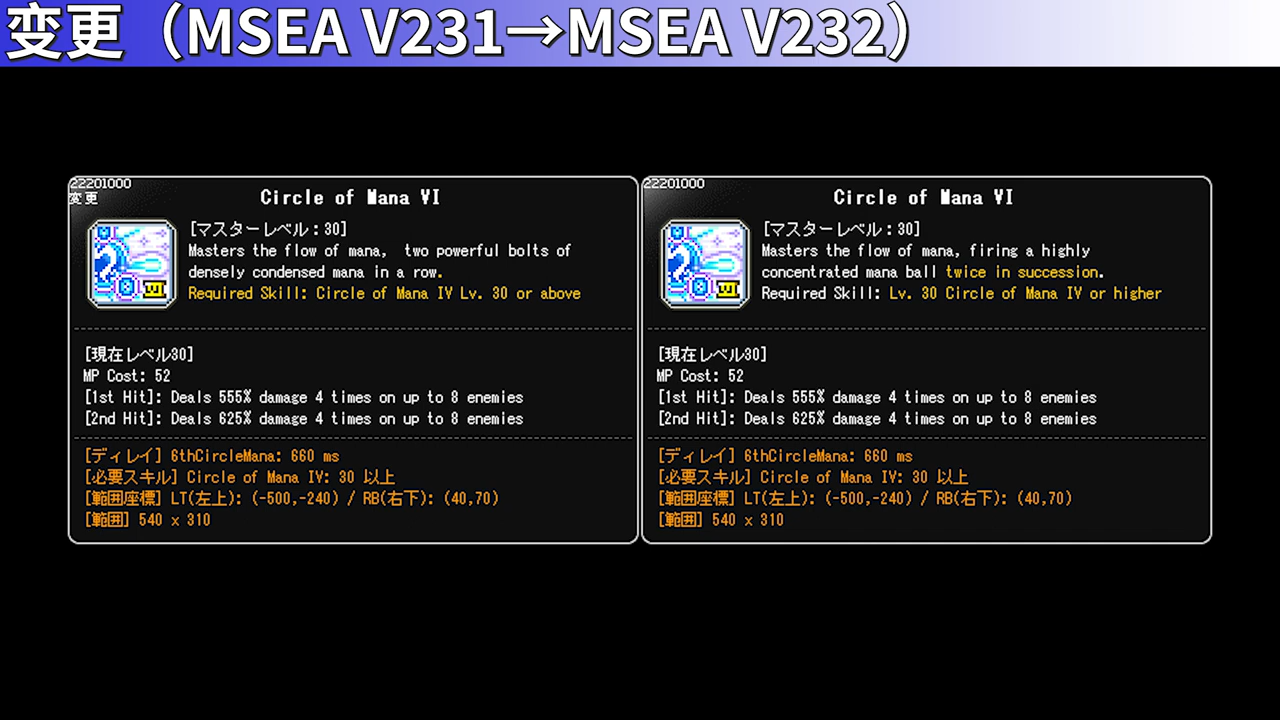 変更（MSEA V231→MSEA V232）
22201000
変更
Circle of Mana VI
[マスターレベル：30]
Masters the flow of mana,  two powerful bolts of
densely condensed mana in a row.
Required Skill: Circle of Mana IV Lv. 30 or above
[現在レベル30]
MP Cost: 52
[1st Hit]: Deals 555% damage 4 times on up to 8 enemies
[2nd Hit]: Deals 625% damage 4 times on up to 8 enemies
[ディレイ] 6thCircleMana: 660 ms
[必要スキル] Circle of Mana IV: 30 以上
[範囲座標] LT(左上): (-500,-240) / RB(右下): (40,70)
[範囲] 540 x 310
22201000
Circle of Mana VI
[マスターレベル：30]
Masters the flow of mana, firing a highly
concentrated mana ball twice in succession.
Required Skill: Lv. 30 Circle of Mana IV or higher
[現在レベル30]
MP Cost: 52
[1st Hit]: Deals 555% damage 4 times on up to 8 enemies
[2nd Hit]: Deals 625% damage 4 times on up to 8 enemies
[ディレイ] 6thCircleMana: 660 ms
[必要スキル] Circle of Mana IV: 30 以上
[範囲座標] LT(左上): (-500,-240) / RB(右下): (40,70)
[範囲] 540 x 310